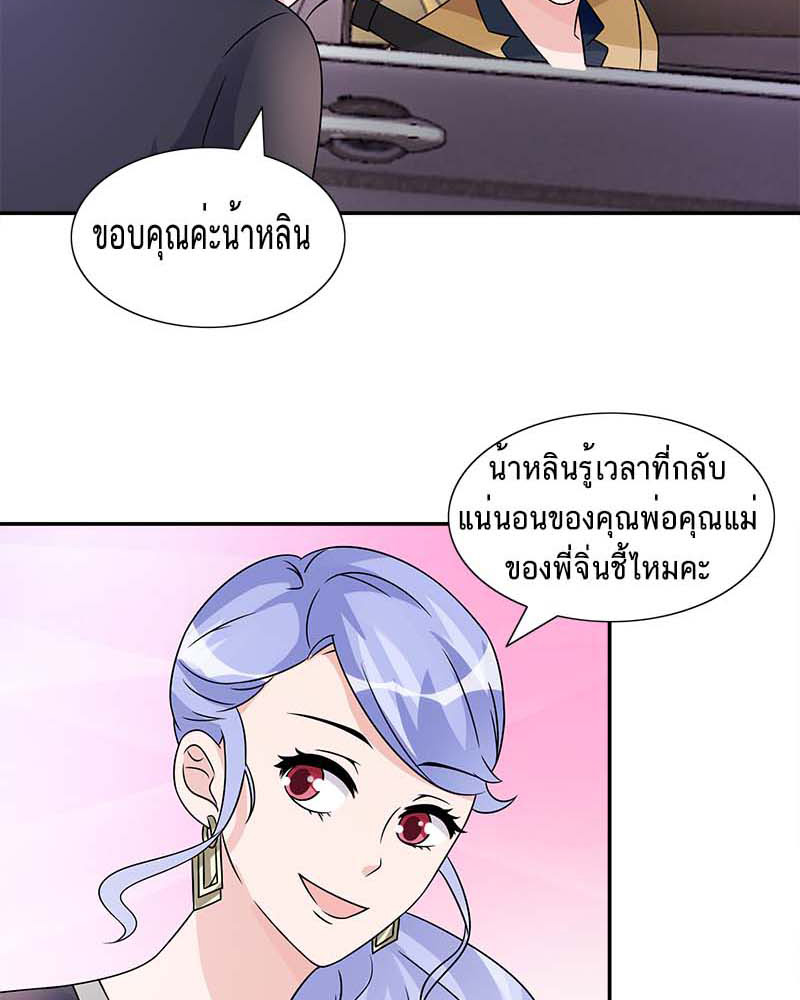 ขอบคุณค่ะน้าหลิน
น้าหลินรู้เวลาที่กลับ
แน่นอนของคุณพ่อคุณแม่
ของพี่จิ่นชี้ไหมคะ